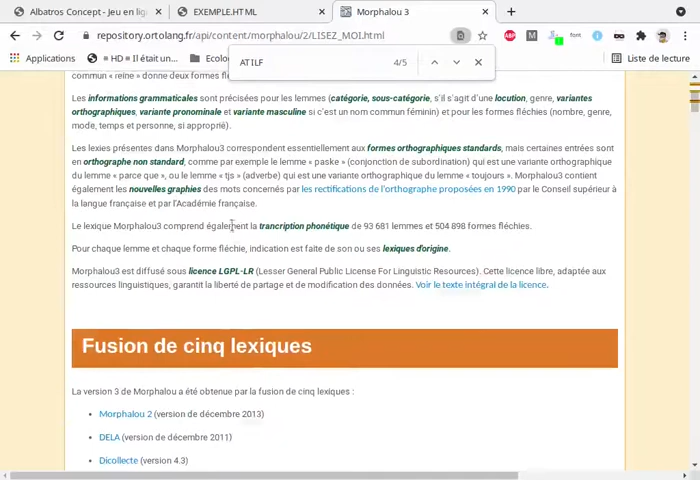 Albatros Concept - Jeu en lig
EXEMPLE.HTML
Morphalou 3
repository.ortolang.fr/api/content/morphalou/2/LISEZ_MOI.html
ABP
font
HD Il était un...
Ecolo
ATILF
4/5
Liste de lecture
commun « reine » donne deux formes flé
Les informations grammaticales sont précisées pour les lemmes (catégorie, sous-catégorie, s'il s'agit d'une locution, genre, variantes
orthographiques, variante pronominale et variante masculine si c'est un nom commun féminin) et pour les formes fléchies (nombre, genre,
mode, temps et personne, si approprié).
Les lexies présentes dans Morphalou3 correspondent essentiellement aux formes orthographiques standards, mais certaines entrées sont
en orthographe non standard, comme par exemple le lemme « paske » (conjonction de subordination) qui est une variante orthographique
du lemme « parce que », ou le lemme « tjs » (adverbe) qui est une variante orthographique du lemme « toujours ». Morphalou3 contient
également les nouvelles graphies des mots concernés par les rectifications de l'orthographe proposées en 1990 par le Conseil supérieur à
la langue française et par l'Académie française.
Le lexique Morphalou3 comprend également la trancription phonétique de 93 681 lemmes et 504 898 formes fléchies.
Pour chaque lemme et chaque forme fléchie, indication est faite de son ou ses lexiques d'origine.
Morphalou3 est diffusé sous licence LGPL-LR (Lesser General Public License For Linguistic Resources). Cette licence libre, adaptée aux
ressources linguistiques, garantit la liberté de partage et de modification des données. Voir le texte intégral de la licence.
Fusion de cinq lexiques
La version 3 de Morphalou a été obtenue par la fusion de cinq lexiques :
• Morphalou 2 (version de décembre 2013)
• DELA (version de décembre 2011)
• Dicollecte (version 4.3)